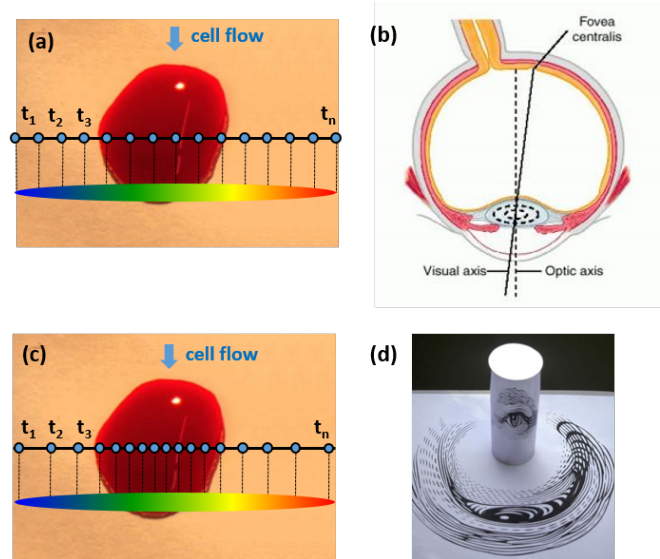 (a)
cell flow
t1 t2 t3
tn
(b)
Fovea
centralis
Visual axis
Optic axis
(c)
cell flow
t1 t2 t3
tn
(d)